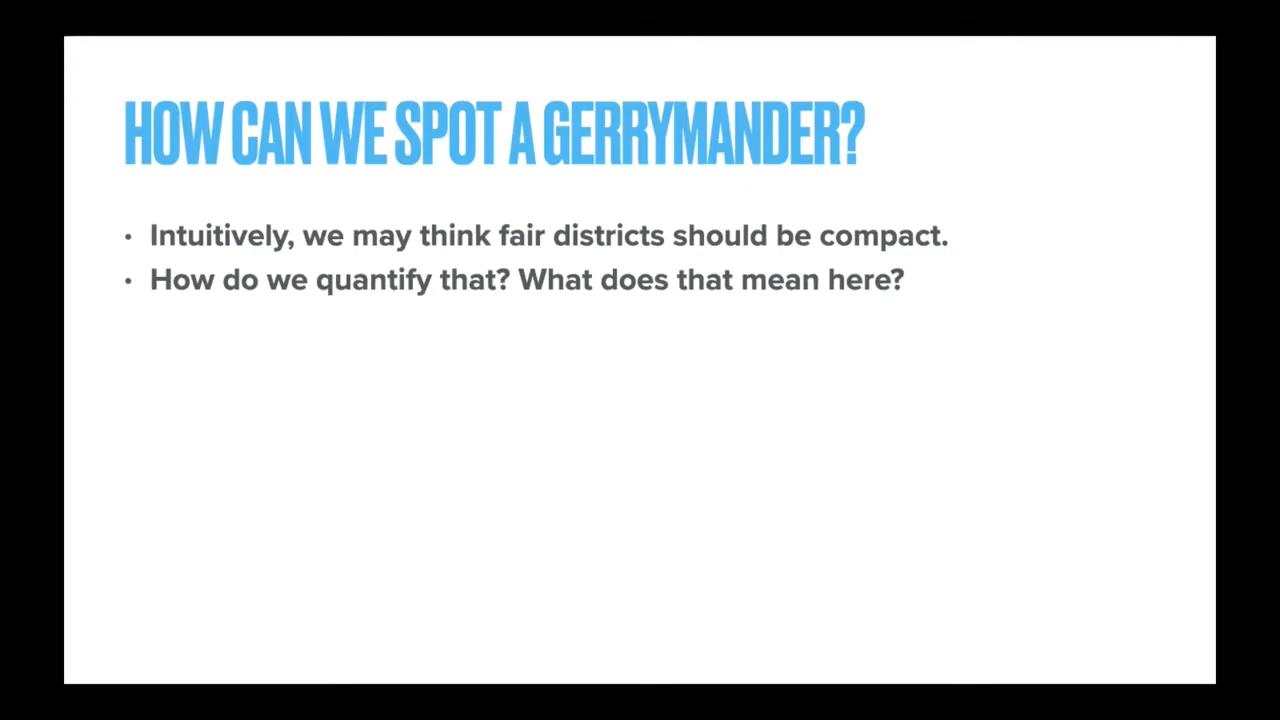 HOW CAN WE SPOT A GERRYMANDER?
• Intuitively, we may think fair districts should be compact.
• How do we quantify that? What does that mean here?